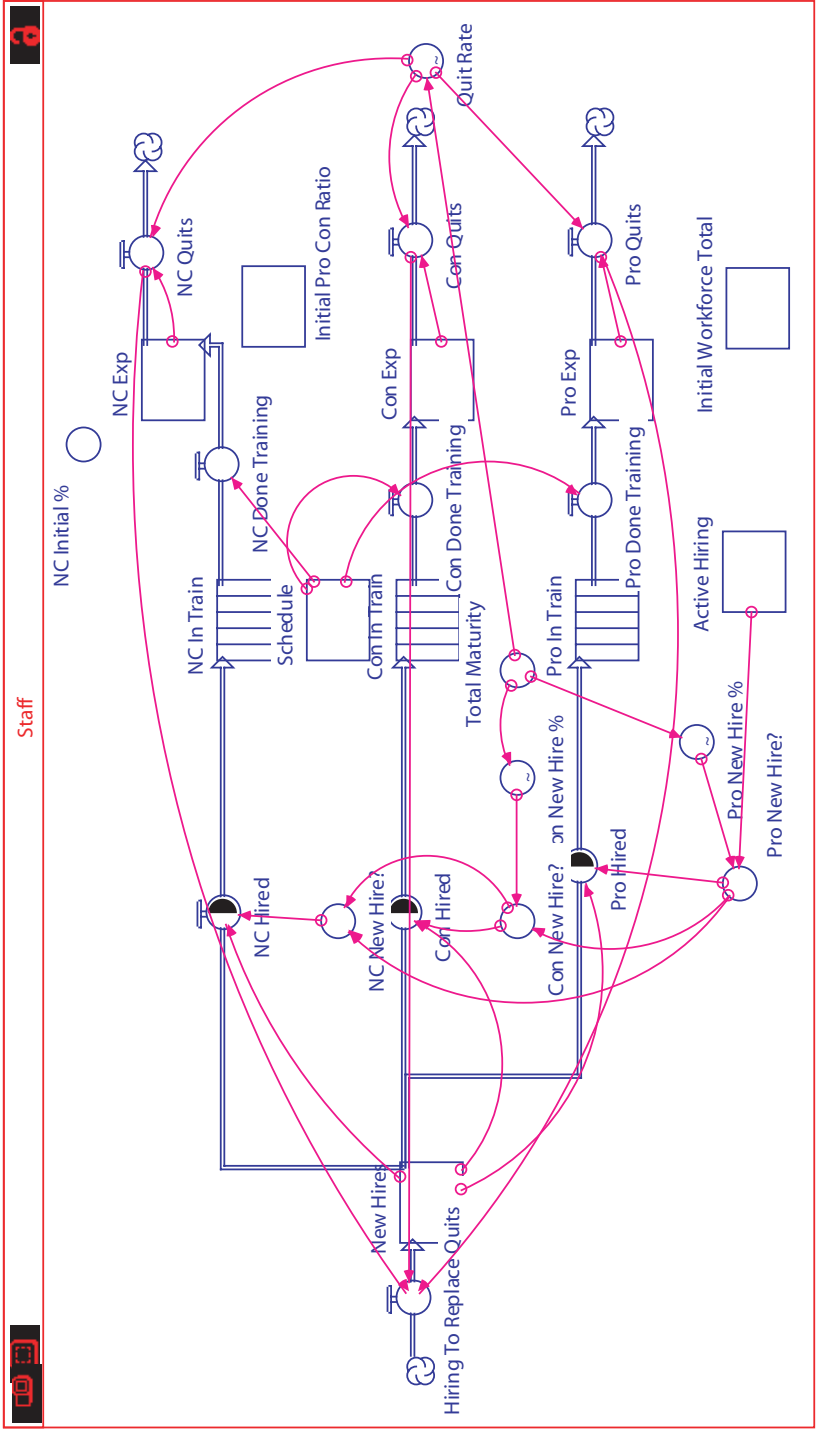 Staff
NC Initial %
NC Exp
NC Quits
NC In Train
NC Hired
NC Done Training
Schedule
Initial Pro Con Ratio
New Hires
NC New Hire?
Con In Train
Con Exp
Hiring To Replace Quits
Con Hired
Con Done Training
Con Quits
Quit Rate
Total Maturity
Con New Hire?
Con New Hire %
Pro In Train
Pro Exp
Pro Hired
Pro Done Training
Pro Quits
Active Hiring
Initial Workforce Total
Pro New Hire %
Pro New Hire?